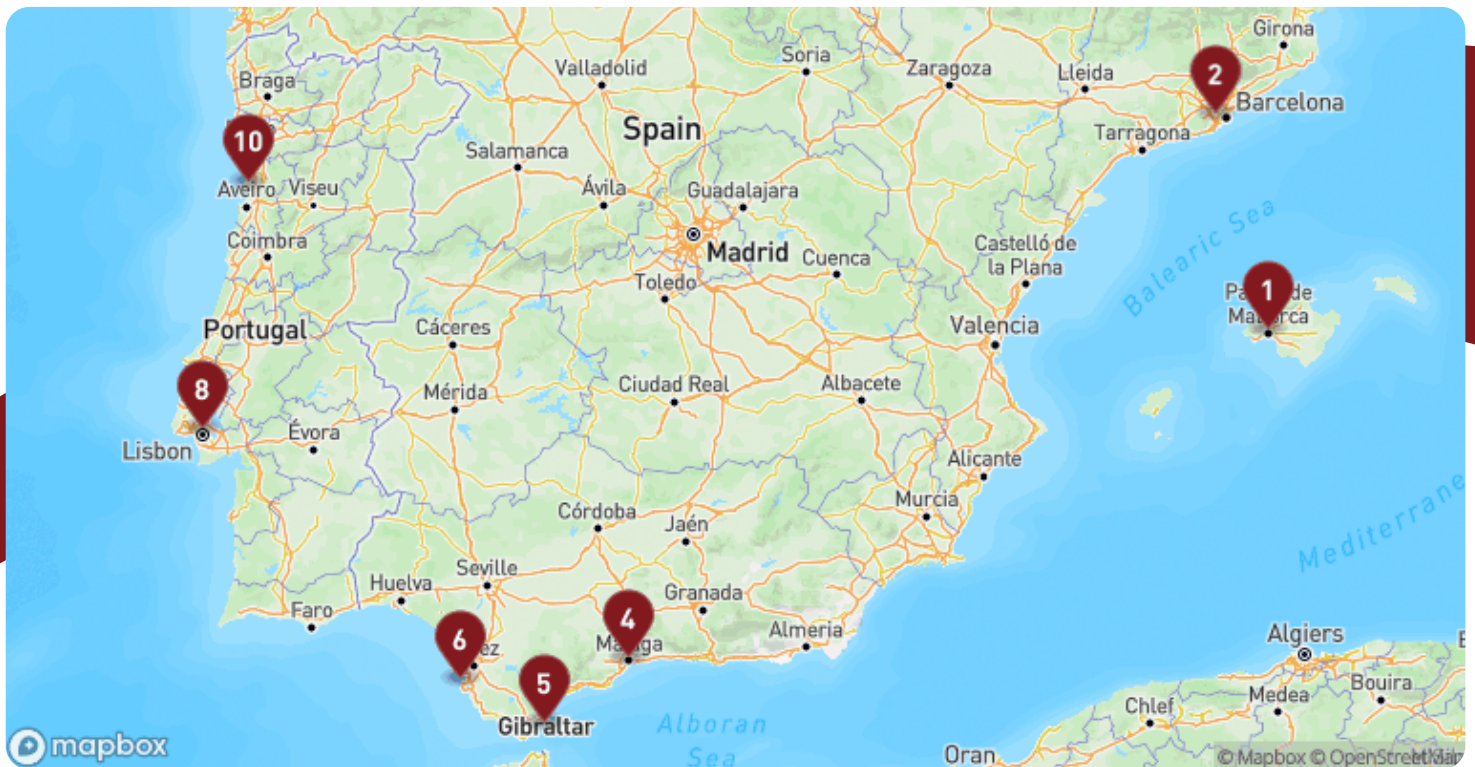 Girona
Soria
Valladolid
Zaragoza
Lleida
2
Braga
Barcelona
Spain
10
Tarragona
Salamanca
Aveiro
Viseu
Ávila
Guadalajara
Balearic Sea
Coimbra
Madrid
Cuenca
Castelló de
la Plana
Toledo
1
de
Portugal
Cáceres
Valencia
8
Mérida
Ciudad Real
Albacete
Lisbon
Évora
Alicante
Murcia
Córdoba
Jaén
Mediterrane
Seville
Huelva
Granada
Faro
4
6
ez
Almeria
Algiers
5
Gibraltar
Alboran
Sea
Chlef
Medea
Bouira
Oran
mapbox
© Mapbox © OpenStreetMap